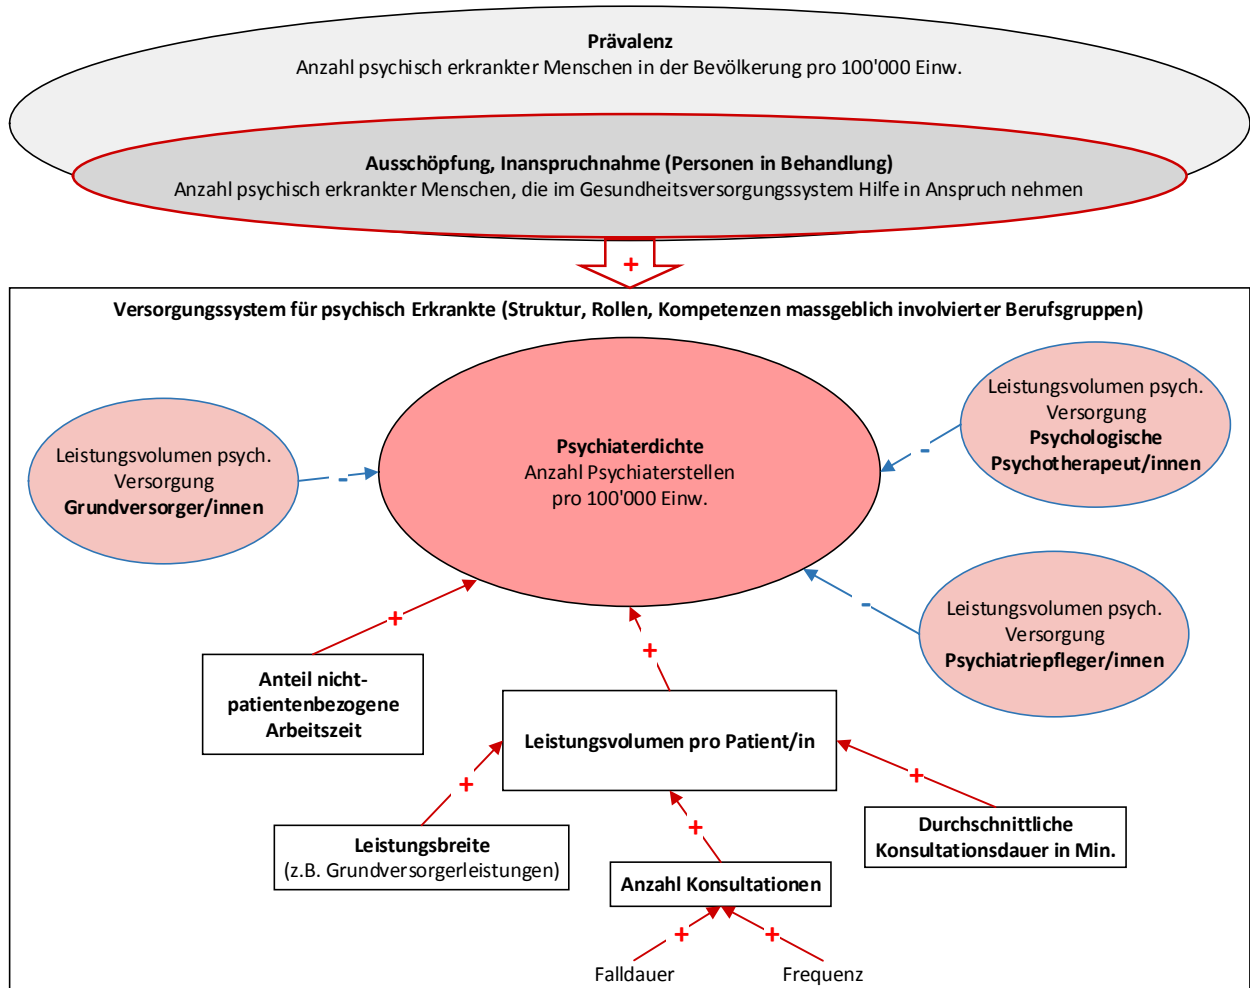 Prävalenz
Anzahl psychisch erkrankter Menschen in der Bevölkerung pro 100'000 Einw.
Ausschöpfung, Inanspruchnahme (Personen in Behandlung)
Anzahl psychisch erkrankter Menschen, die im Gesundheitsversorgungssystem Hilfe in Anspruch nehmen
+
Versorgungssystem für psychisch Erkrankte (Struktur, Rollen, Kompetenzen massgeblich involvierter Berufsgruppen)
Leistungsvolumen psych.
Versorgung
Grundversorger/innen
-
Psychiaterdichte
Anzahl Psychiaterstellen
pro 100'000 Einw.
-
Leistungsvolumen psych.
Versorgung
Psychologische
Psychotherapeut/innen
-
Leistungsvolumen psych.
Versorgung
Psychiatriepfleger/innen
+
Anteil nicht-
patientenbezogene
Arbeitszeit
+
Leistungsvolumen pro Patient/in
+
Leistungsbreite
(z.B. Grundversorgerleistungen)
+
Anzahl Konsultationen
+
Durchschnittliche
Konsultationsdauer in Min.
+
+
Falldauer
Frequenz